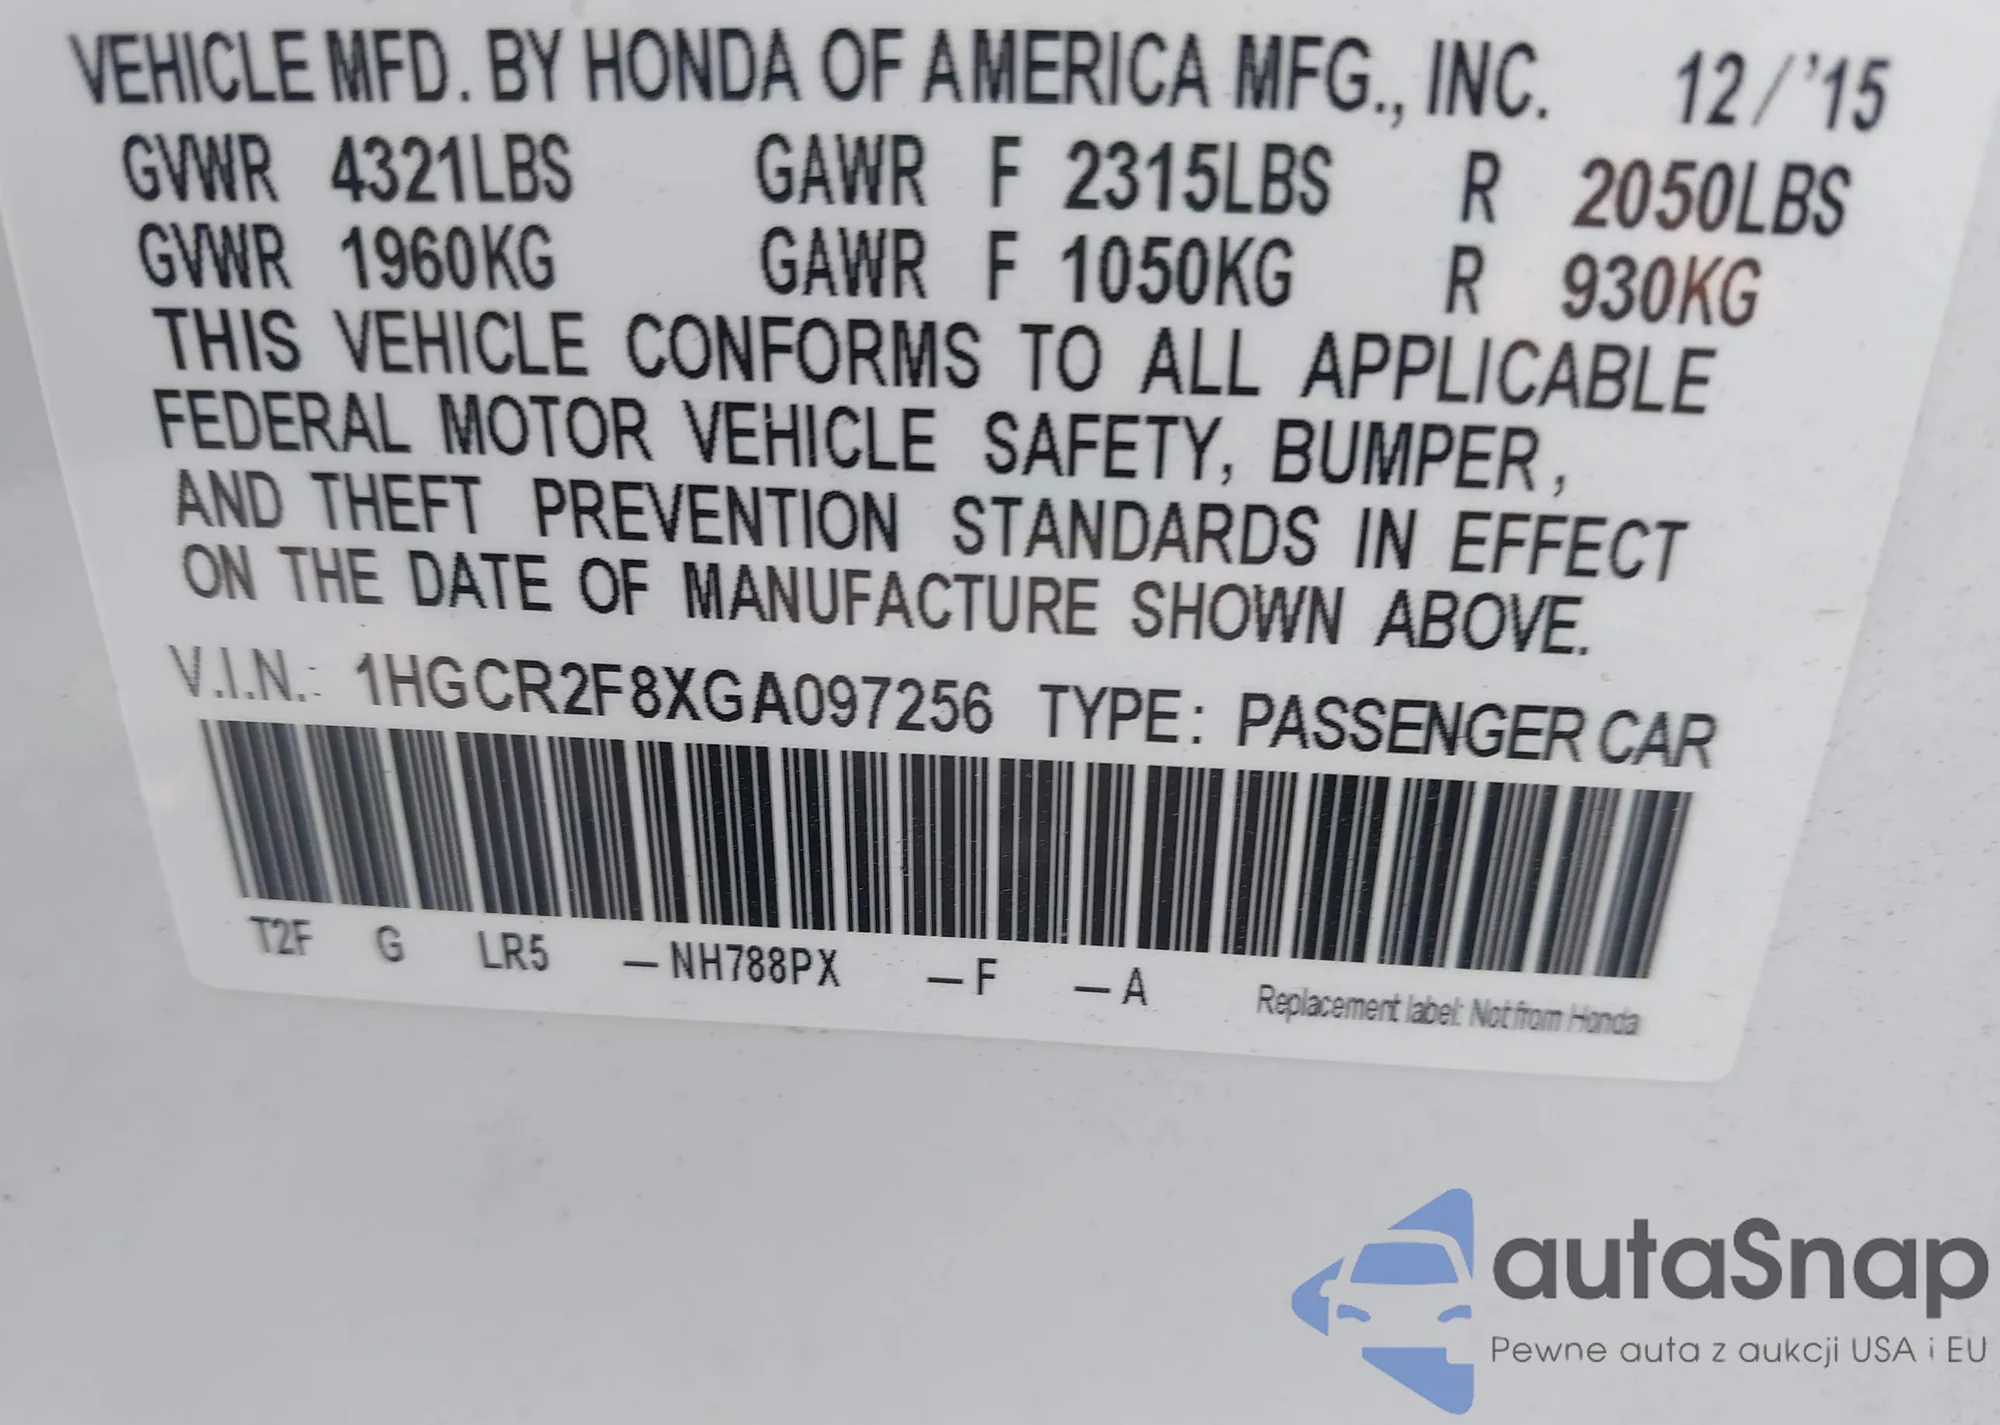 VEHICLE MFD. BY HONDA OF AMERICA MFG., INC. 12/'15
GVWR 4321LBS GAWR F 2315LBS R 2050LBS
GVWR 1960KG GAWR F 1050KG R 930KG
THIS VEHICLE CONFORMS TO ALL APPLICABLE
FEDERAL MOTOR VEHICLE SAFETY, BUMPER,
AND THEFT PREVENTION STANDARDS IN EFFECT
ON THE DATE OF MANUFACTURE SHOWN ABOVE.
V.I.N.: 1HGCR2F8XGA097256 TYPE: PASSENGER CAR
T2F G LR5 –NH788PX –F –A
Replacement label: Not from Honda
autaSnap
Pewne auta z aukcji USA i EU